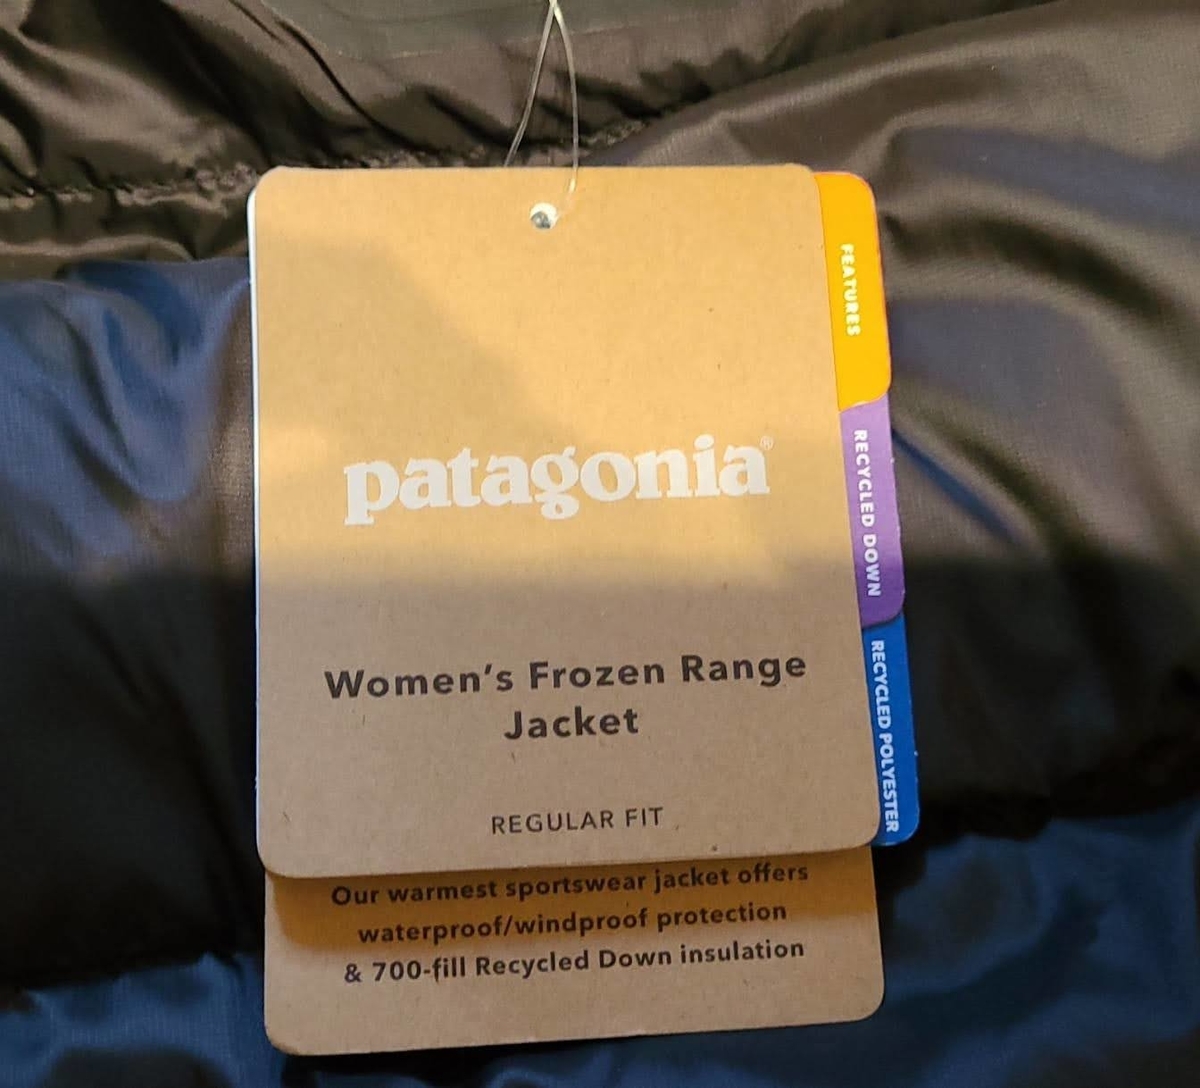 patagonia®
Women's Frozen Range
Jacket
REGULAR FIT
Our warmest sportswear jacket offers
waterproof/windproof protection
& 700-fill Recycled Down insulation
FEATURES
RECYCLED DOWN
RECYCLED POLYESTER